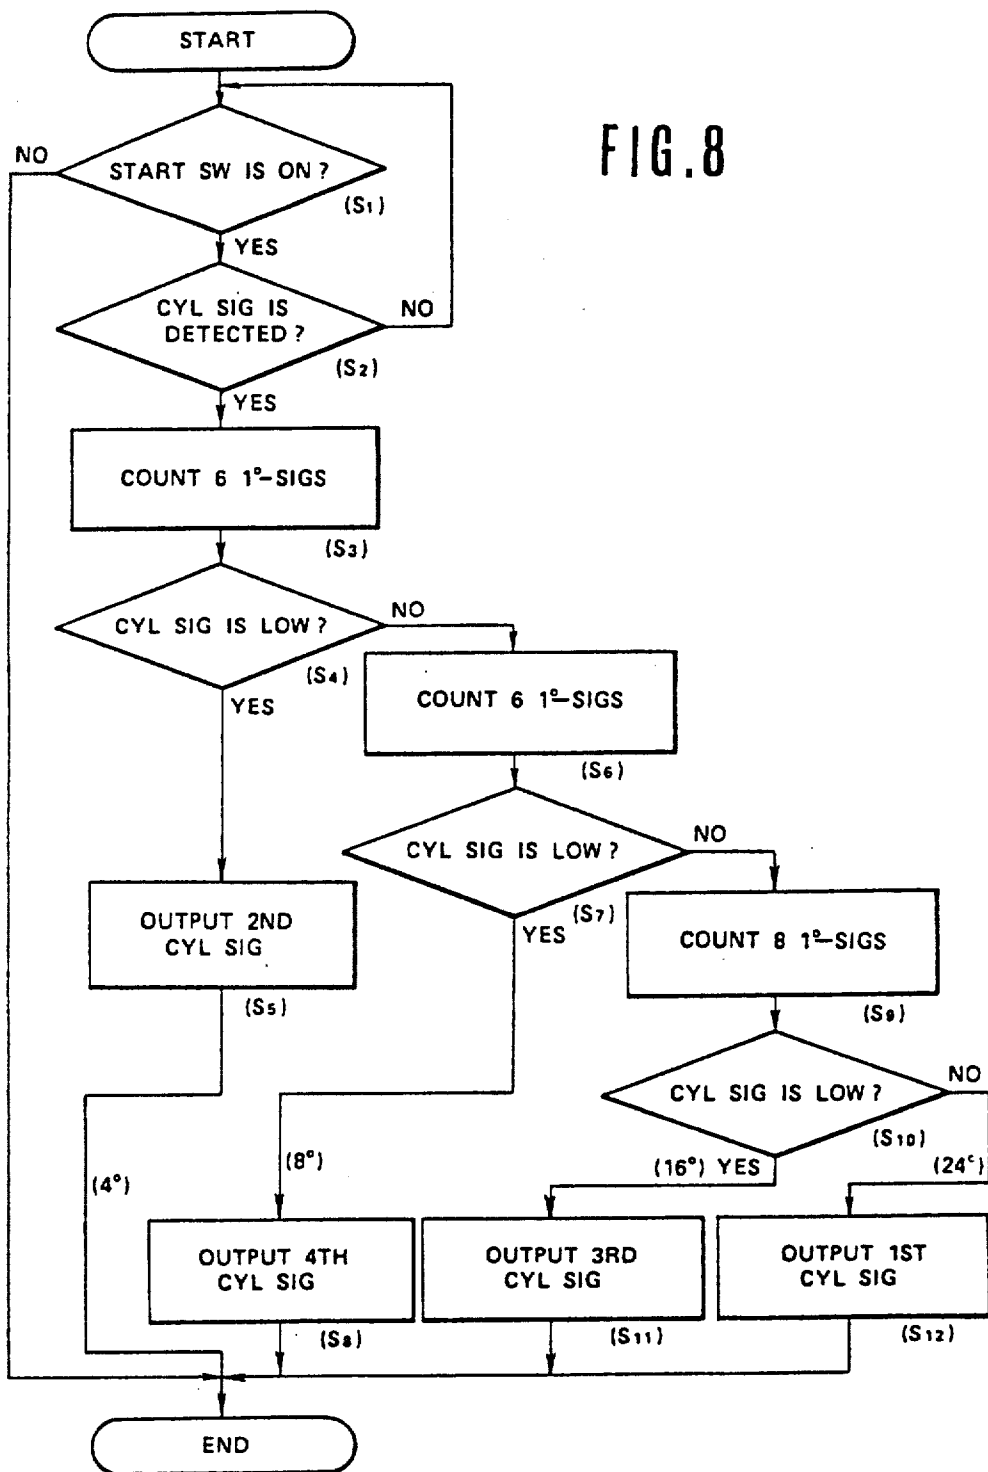 START
FIG.8
NO
START SW IS ON ?
(S1)
YES
CYL SIG IS
DETECTED ?
NO
(S2)
YES
COUNT 6 1°-SIGS
(S3)
CYL SIG IS LOW ?
NO
(S4)
YES
COUNT 6 1°-SIGS
(S6)
CYL SIG IS LOW ?
NO
(S7)
YES
OUTPUT 2ND
CYL SIG
(S5)
COUNT 8 1°-SIGS
(S9)
CYL SIG IS LOW ?
NO
(S10)
(4°)
(8°)
(16°) YES
(24°)
OUTPUT 4TH
CYL SIG
(S8)
OUTPUT 3RD
CYL SIG
(S11)
OUTPUT 1ST
CYL SIG
(S12)
END